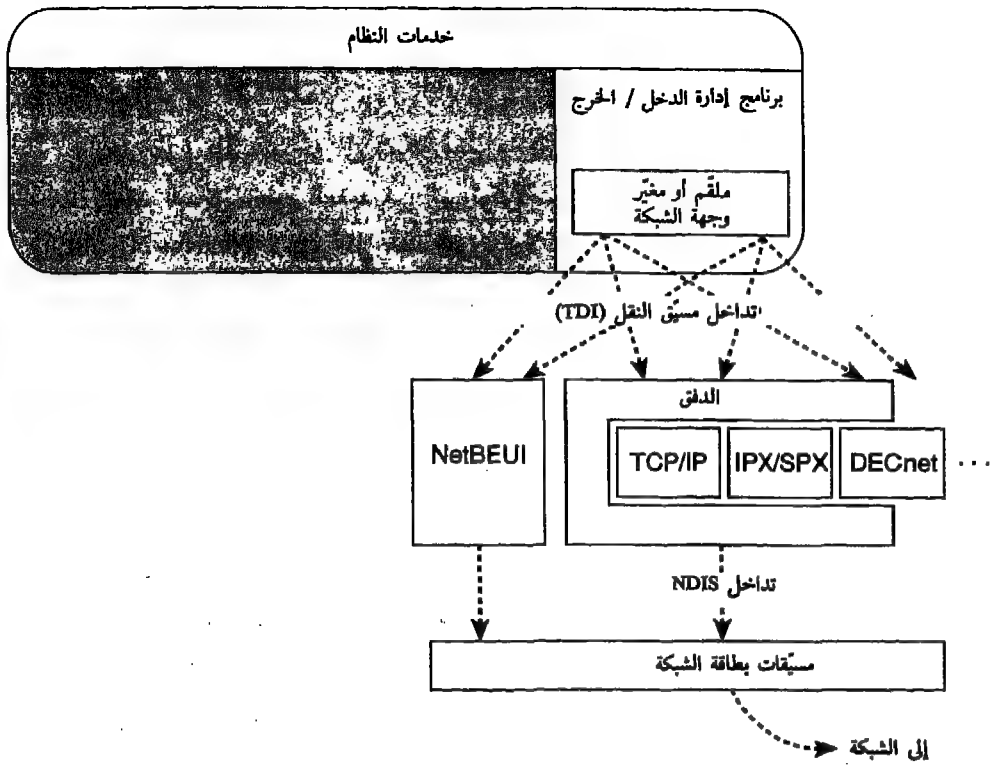 خدمات النظام
برنامج إدارة الدخل / الخرج
ملقّم أو مغيّر
وجهة الشبكة
تداخل مسيّق النقل (TDI)
الدفق
NetBEUI
TCP/IP
IPX/SPX
DECnet
...
تداخل NDIS
مسيّقات بطاقة الشبكة
إلى الشبكة